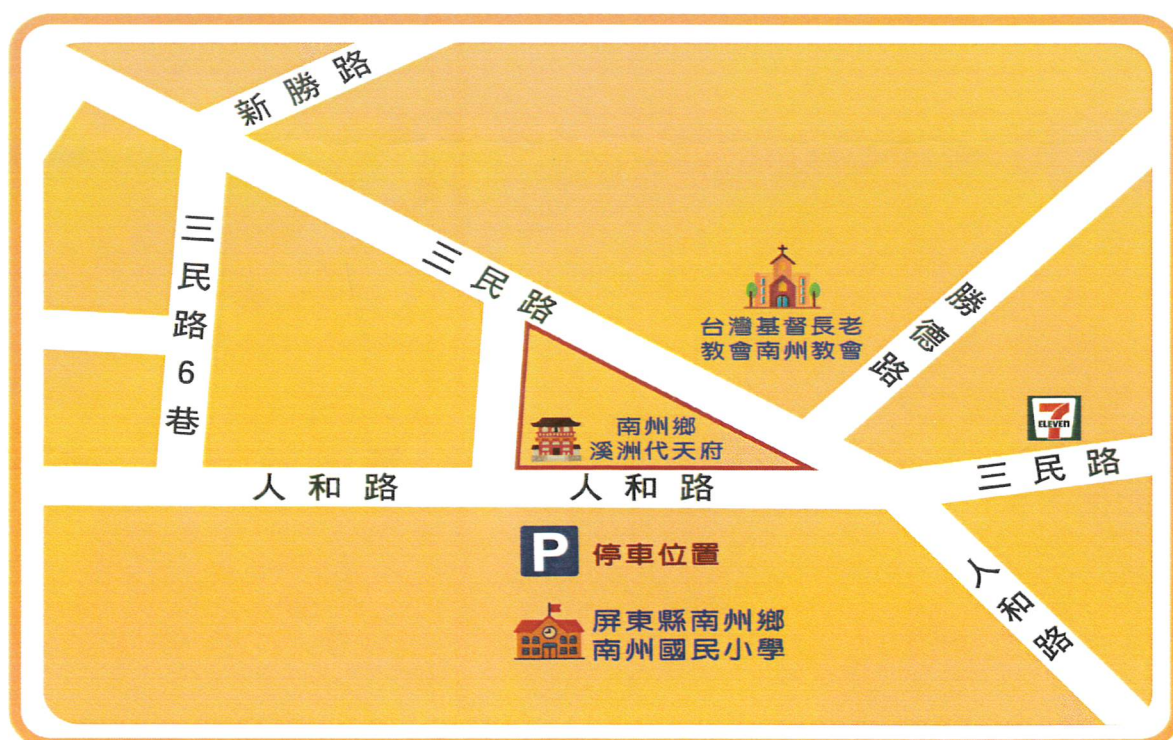 新勝路
三民路6巷
三民路
台灣基督長老
教會南州教會
勝德路
南州鄉
溪洲代天府
7
ELEVEn
三民路
人和路
人和路
P 停車位置
人和路
屏東縣南州鄉
南州國民小學